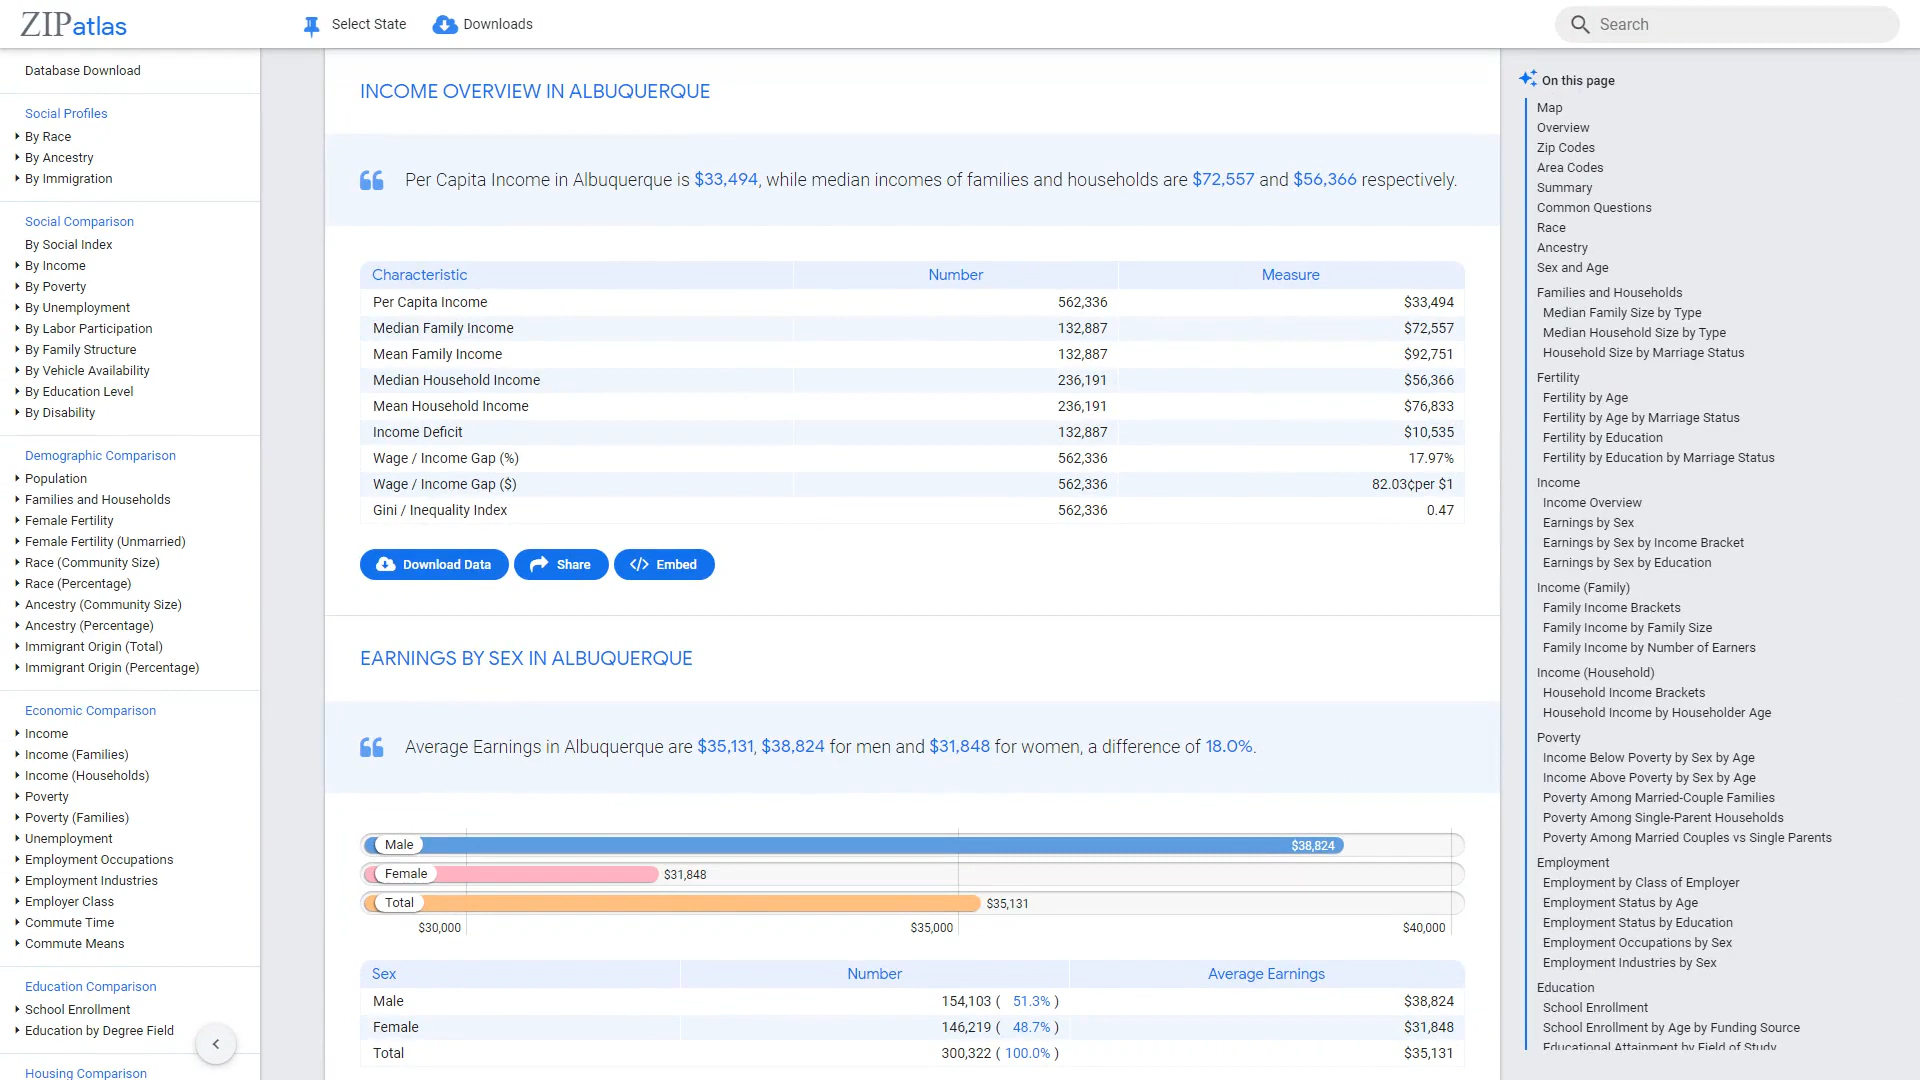 ZIPatlas
Select State
Downloads
Search
Database Download
Social Profiles
By Race
By Ancestry
By Immigration
Social Comparison
By Social Index
By Income
By Poverty
By Unemployment
By Labor Participation
By Family Structure
By Vehicle Availability
By Education Level
By Disability
Demographic Comparison
Population
Families and Households
Female Fertility
Female Fertility (Unmarried)
Race (Community Size)
Race (Percentage)
Ancestry (Community Size)
Ancestry (Percentage)
Immigrant Origin (Total)
Immigrant Origin (Percentage)
Economic Comparison
Income
Income (Families)
Income (Households)
Poverty
Poverty (Families)
Unemployment
Employment Occupations
Employment Industries
Employer Class
Commute Time
Commute Means
Education Comparison
School Enrollment
Education by Degree Field
Housing Comparison
INCOME OVERVIEW IN ALBUQUERQUE
Per Capita Income in Albuquerque is $33,494, while median incomes of families and households are $72,557 and $56,366 respectively.
Characteristic Number Measure
Per Capita Income 562,336 $33,494
Median Family Income 132,887 $72,557
Mean Family Income 132,887 $92,751
Median Household Income 236,191 $56,366
Mean Household Income 236,191 $76,833
Income Deficit 132,887 $10,535
Wage / Income Gap (%) 562,336 17.97%
Wage / Income Gap ($) 562,336 82.03¢per $1
Gini / Inequality Index 562,336 0.47
Download Data
Share
Embed
EARNINGS BY SEX IN ALBUQUERQUE
Average Earnings in Albuquerque are $35,131, $38,824 for men and $31,848 for women, a difference of 18.0%.
Male $38,824
Female $31,848
Total $35,131
$30,000 $35,000 $40,000
Sex Number Average Earnings
Male 154,103 ( 51.3% ) $38,824
Female 146,219 ( 48.7% ) $31,848
Total 300,322 ( 100.0% ) $35,131
On this page
Map
Overview
Zip Codes
Area Codes
Summary
Common Questions
Race
Ancestry
Sex and Age
Families and Households
Median Family Size by Type
Median Household Size by Type
Household Size by Marriage Status
Fertility
Fertility by Age
Fertility by Age by Marriage Status
Fertility by Education
Fertility by Education by Marriage Status
Income
Income Overview
Earnings by Sex
Earnings by Sex by Income Bracket
Earnings by Sex by Education
Income (Family)
Family Income Brackets
Family Income by Family Size
Family Income by Number of Earners
Income (Household)
Household Income Brackets
Household Income by Householder Age
Poverty
Income Below Poverty by Sex by Age
Income Above Poverty by Sex by Age
Poverty Among Married-Couple Families
Poverty Among Single-Parent Households
Poverty Among Married Couples vs Single Parents
Employment
Employment by Class of Employer
Employment Status by Age
Employment Status by Education
Employment Occupations by Sex
Employment Industries by Sex
Education
School Enrollment
School Enrollment by Age by Funding Source
Educational Attainment by Field of Study